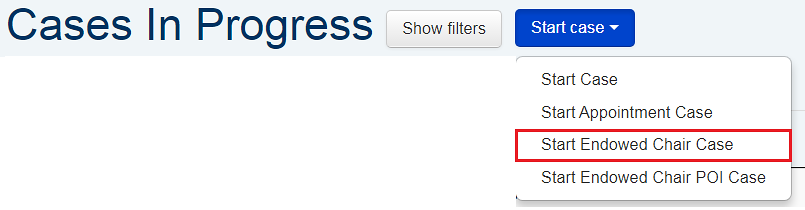 Cases In Progress Show filters Start case
Start Case
Start Appointment Case
Start Endowed Chair Case
Start Endowed Chair POI Case